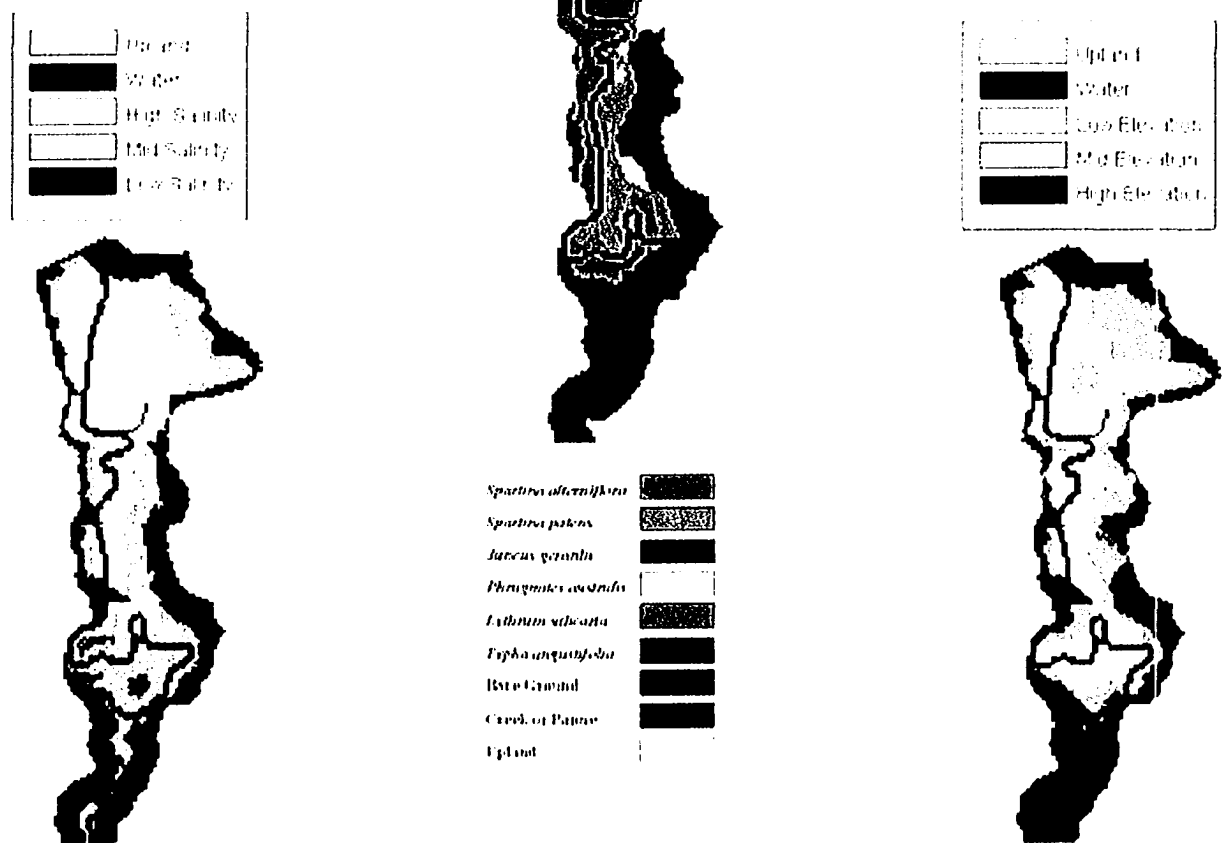 Upland
Water
High Salinity
Mid Salinity
Low Salinity
Upland
Water
Low Elevation
Mid Elevation
High Elevation
Spartina alterniflora
Spartina patens
Juncus gerardia
Phragmites australis
Lythrum salicaria
Typha angustifolia
Bare Ground
Creek or Panne
Upland